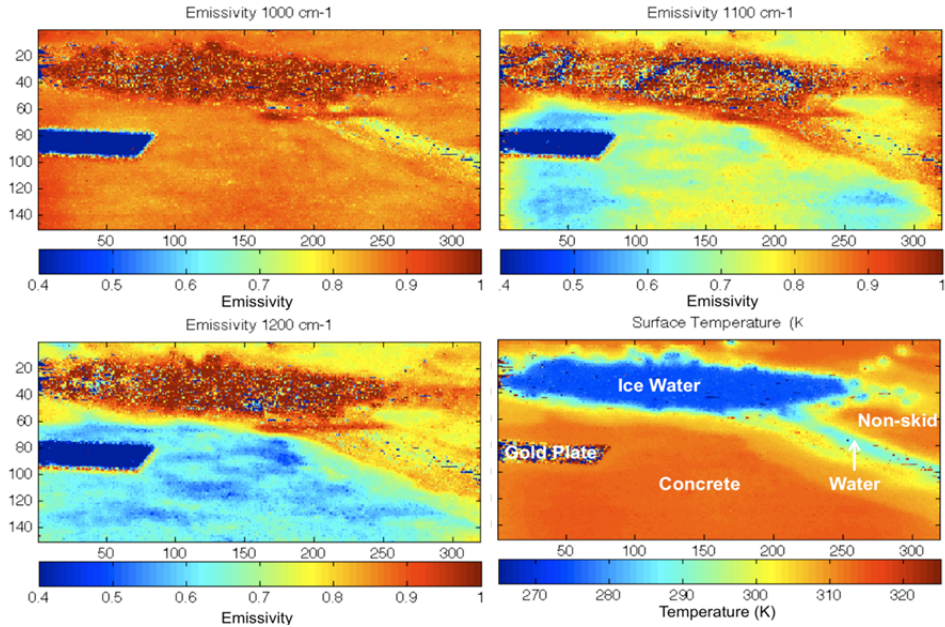 Emissivity 1000 cm-1
20
40
60
80
100
120
140
50 100 150 200 250 300
0.4 0.5 0.6 0.7 0.8 0.9 1
Emissivity
Emissivity 1100 cm-1
20
40
60
80
100
120
140
50 100 150 200 250 300
0.4 0.5 0.6 0.7 0.8 0.9 1
Emissivity
Emissivity 1200 cm-1
20
40
60
80
100
120
140
50 100 150 200 250 300
0.4 0.5 0.6 0.7 0.8 0.9 1
Emissivity
Surface Temperature (K
Ice Water
Non-skid
Gold Plate
Concrete
Water
50 100 150 200 250 300
270 280 290 300 310 320
Temperature (K)